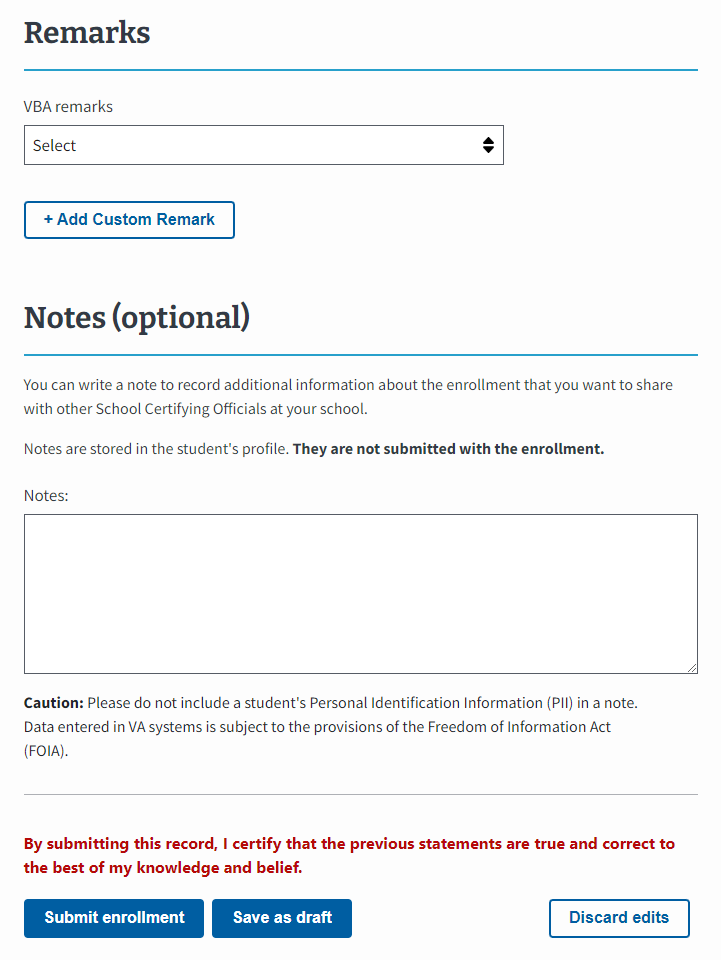 Remarks
VBA remarks
Select
+ Add Custom Remark
Notes (optional)
You can write a note to record additional information about the enrollment that you want to share
with other School Certifying Officials at your school.
Notes are stored in the student's profile. They are not submitted with the enrollment.
Notes:
Caution: Please do not include a student's Personal Identification Information (PII) in a note.
Data entered in VA systems is subject to the provisions of the Freedom of Information Act
(FOIA).
By submitting this record, I certify that the previous statements are true and correct to
the best of my knowledge and belief.
Submit enrollment Save as draft Discard edits